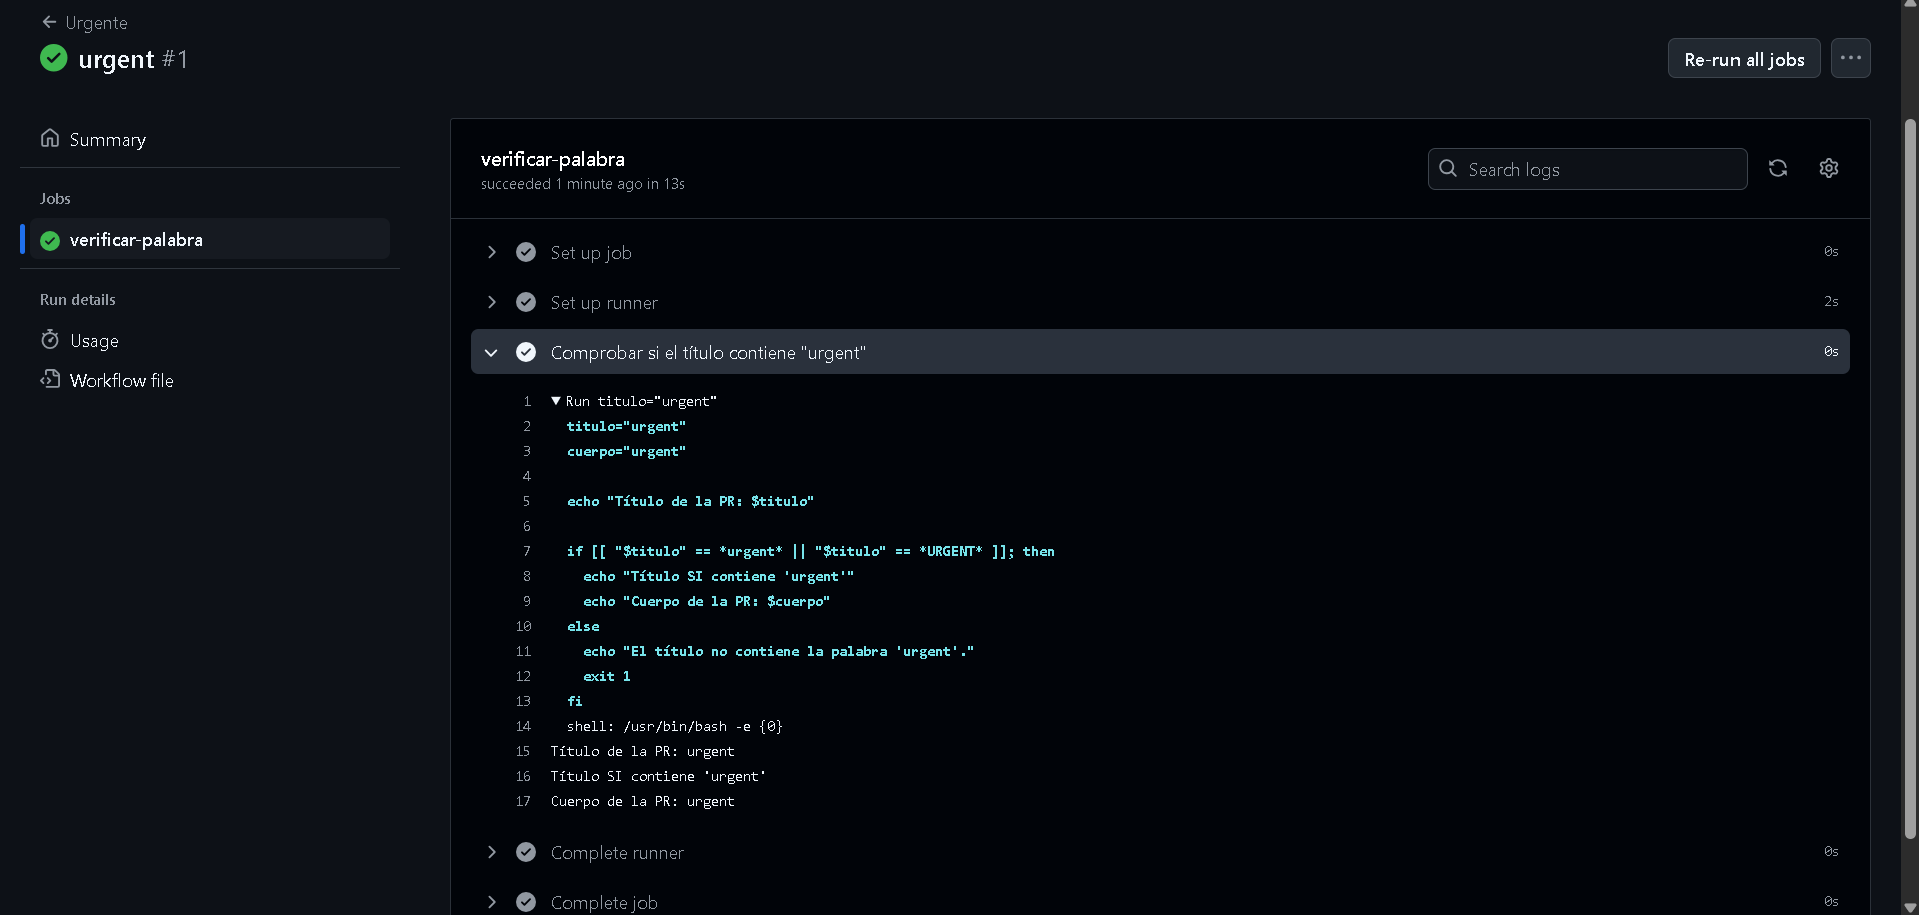 Urgente
urgent #1
Re-run all jobs
Summary
Jobs
verificar-palabra
Run details
Usage
Workflow file
verificar-palabra
succeeded 1 minute ago in 13s
Search logs
Set up job 0s
Set up runner 2s
Comprobar si el título contiene "urgent" 0s
1 Run titulo="urgent"
2 titulo="urgent"
3 cuerpo="urgent"
4
5 echo "Título de la PR: $titulo"
6
7 if [[ "$titulo" == *urgent* || "$titulo" == *URGENT* ]]; then
8 echo "Título SI contiene 'urgent'"
9 echo "Cuerpo de la PR: $cuerpo"
10 else
11 echo "El título no contiene la palabra 'urgent'."
12 exit 1
13 fi
14 shell: /usr/bin/bash -e {0}
15 Título de la PR: urgent
16 Título SI contiene 'urgent'
17 Cuerpo de la PR: urgent
Complete runner 0s
Complete job 0s